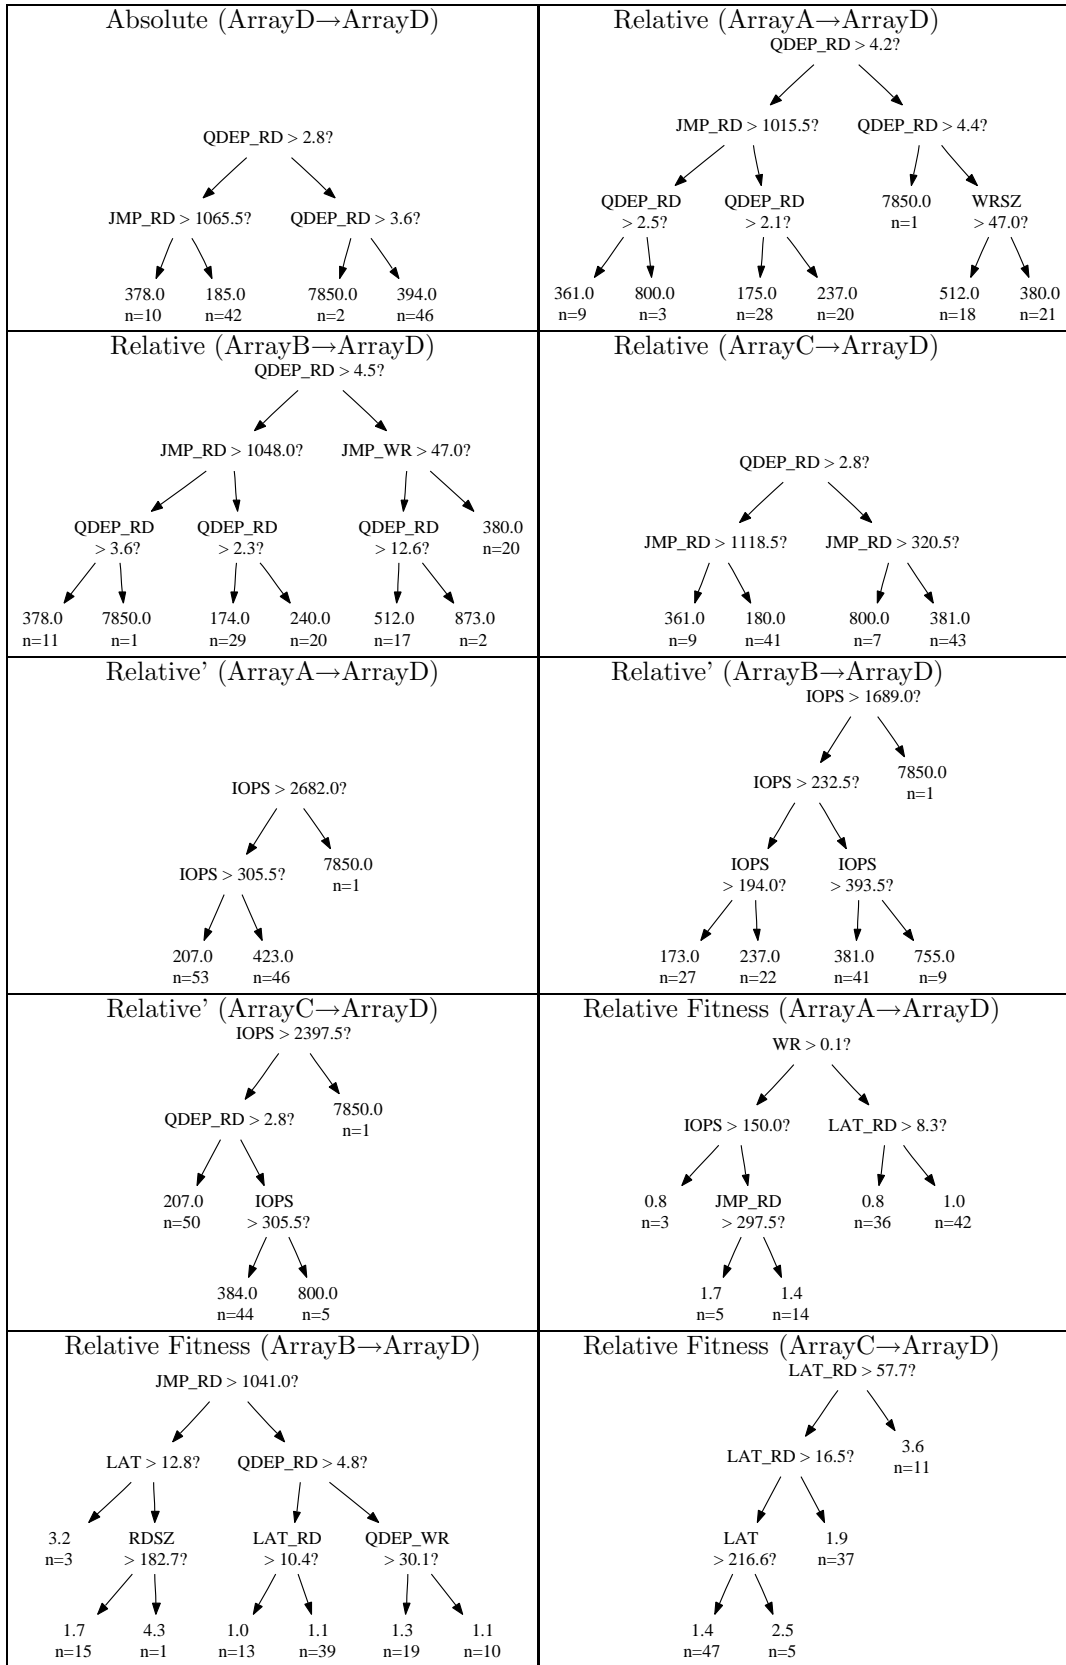 Absolute (ArrayD→ArrayD)
QDEP_RD > 2.8?
JMP_RD > 1065.5?
QDEP_RD > 3.6?
378.0
n=10
185.0
n=42
7850.0
n=2
394.0
n=46
Relative (ArrayA→ArrayD)
QDEP_RD > 4.2?
JMP_RD > 1015.5?
QDEP_RD > 4.4?
QDEP_RD
> 2.5?
QDEP_RD
> 2.1?
7850.0
n=1
WRSZ
> 47.0?
361.0
n=9
800.0
n=3
175.0
n=28
237.0
n=20
512.0
n=18
380.0
n=21
Relative (ArrayB→ArrayD)
QDEP_RD > 4.5?
JMP_RD > 1048.0?
JMP_WR > 47.0?
QDEP_RD
> 3.6?
QDEP_RD
> 2.3?
QDEP_RD
> 12.6?
380.0
n=20
378.0
n=11
7850.0
n=1
174.0
n=29
240.0
n=20
512.0
n=17
873.0
n=2
Relative (ArrayC→ArrayD)
QDEP_RD > 2.8?
JMP_RD > 1118.5?
JMP_RD > 320.5?
361.0
n=9
180.0
n=41
800.0
n=7
381.0
n=43
Relative' (ArrayA→ArrayD)
IOPS > 2682.0?
IOPS > 305.5?
7850.0
n=1
207.0
n=53
423.0
n=46
Relative' (ArrayB→ArrayD)
IOPS > 1689.0?
IOPS > 232.5?
7850.0
n=1
IOPS
> 194.0?
IOPS
> 393.5?
173.0
n=27
237.0
n=22
381.0
n=41
755.0
n=9
Relative' (ArrayC→ArrayD)
IOPS > 2397.5?
QDEP_RD > 2.8?
7850.0
n=1
207.0
n=50
IOPS
> 305.5?
384.0
n=44
800.0
n=5
Relative Fitness (ArrayA→ArrayD)
WR > 0.1?
IOPS > 150.0?
LAT_RD > 8.3?
0.8
n=3
JMP_RD
> 297.5?
0.8
n=36
1.0
n=42
1.7
n=5
1.4
n=14
Relative Fitness (ArrayB→ArrayD)
JMP_RD > 1041.0?
LAT > 12.8?
QDEP_RD > 4.8?
3.2
n=3
RDSZ
> 182.7?
LAT_RD
> 10.4?
QDEP_WR
> 30.1?
1.7
n=15
4.3
n=1
1.0
n=13
1.1
n=39
1.3
n=19
1.1
n=10
Relative Fitness (ArrayC→ArrayD)
LAT_RD > 57.7?
LAT_RD > 16.5?
3.6
n=11
LAT
> 216.6?
1.9
n=37
1.4
n=47
2.5
n=5